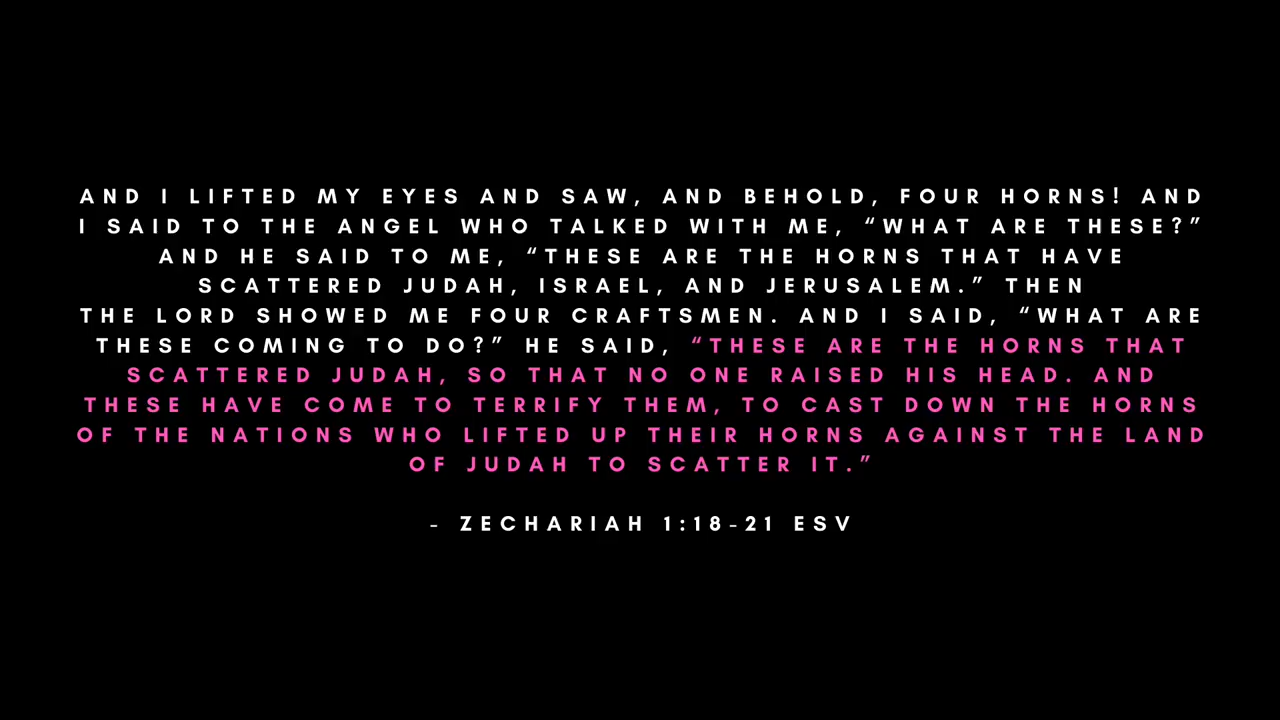 AND I LIFTED MY EYES AND SAW, AND BEHOLD, FOUR HORNS! AND
I SAID TO THE ANGEL WHO TALKED WITH ME, “WHAT ARE THESE?”
AND HE SAID TO ME, “THESE ARE THE HORNS THAT HAVE
SCATTERED JUDAH, ISRAEL, AND JERUSALEM.” THEN
THE LORD SHOWED ME FOUR CRAFTSMEN. AND I SAID, “WHAT ARE
THESE COMING TO DO?” HE SAID, “THESE ARE THE HORNS THAT
SCATTERED JUDAH, SO THAT NO ONE RAISED HIS HEAD. AND
THESE HAVE COME TO TERRIFY THEM, TO CAST DOWN THE HORNS
OF THE NATIONS WHO LIFTED UP THEIR HORNS AGAINST THE LAND
OF JUDAH TO SCATTER IT.”
- ZECHARIAH 1:18-21 ESV